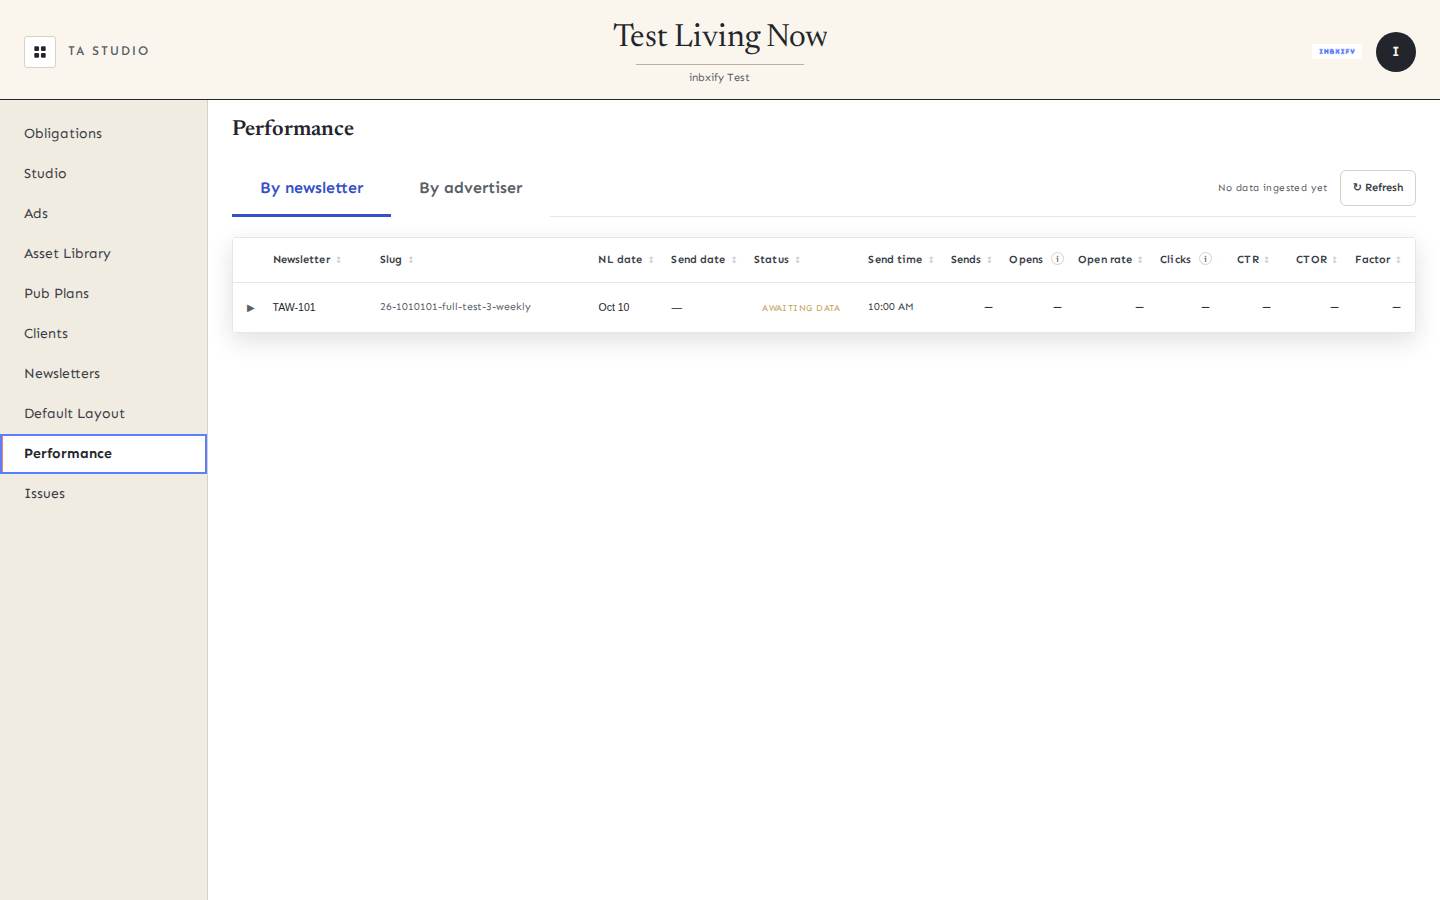 TA STUDIO
Test Living Now
inbxify Test
INBXIFY
I
Obligations
Studio
Ads
Asset Library
Pub Plans
Clients
Newsletters
Default Layout
Performance
Issues
Performance
By newsletter
By advertiser
No data ingested yet
↻ Refresh
Newsletter ↕ Slug ↕ NL date ↕ Send date ↕ Status ↕ Send time ↕ Sends ↕ Opens i Open rate ↕ Clicks i CTR ↕ CTOR ↕ Factor ↕
▶ TAW-101 26-1010101-full-test-3-weekly Oct 10 — AWAITING DATA 10:00 AM — — — — — — —